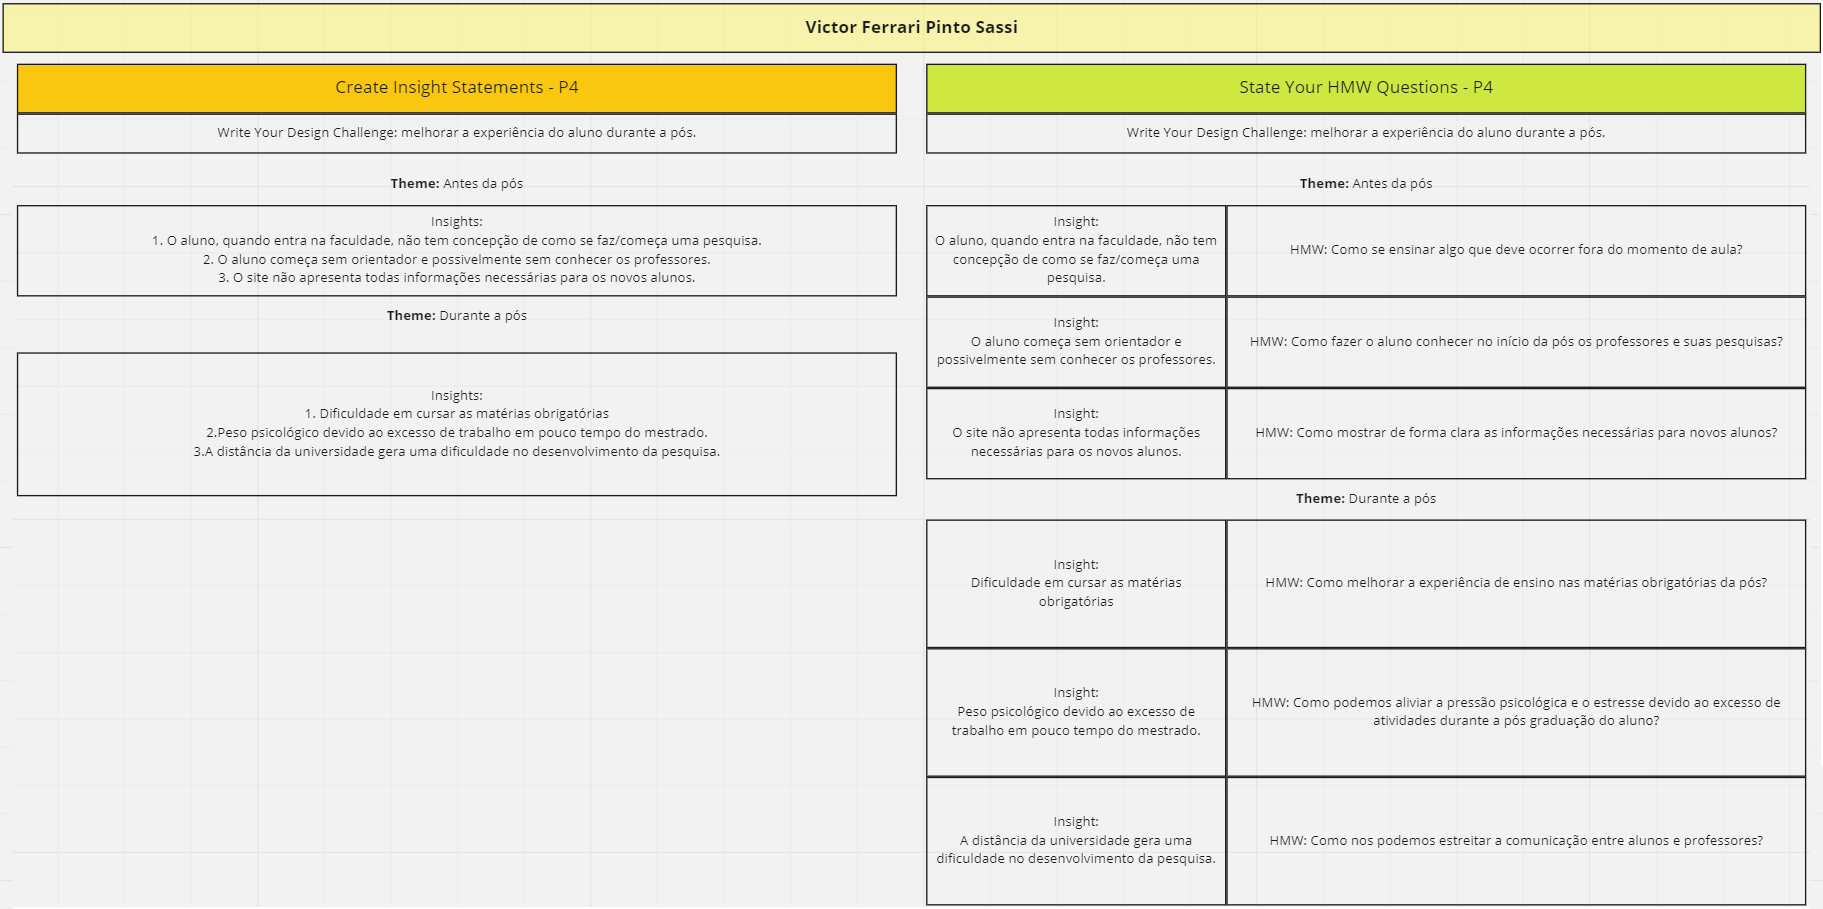 Victor Ferrari Pinto Sassi
Create Insight Statements - P4
Write Your Design Challenge: melhorar a experiência do aluno durante a pós.
Theme: Antes da pós
Insights:
1. O aluno, quando entra na faculdade, não tem concepção de como se faz/começa uma pesquisa.
2. O aluno começa sem orientador e possivelmente sem conhecer os professores.
3. O site não apresenta todas informações necessárias para os novos alunos.
Theme: Durante a pós
Insights:
1. Dificuldade em cursar as matérias obrigatórias
2.Peso psicológico devido ao excesso de trabalho em pouco tempo do mestrado.
3.A distância da universidade gera uma dificuldade no desenvolvimento da pesquisa.
State Your HMW Questions - P4
Write Your Design Challenge: melhorar a experiência do aluno durante a pós.
Theme: Antes da pós
Insight:
O aluno, quando entra na faculdade, não tem
concepção de como se faz/começa uma
pesquisa.
HMW: Como se ensinar algo que deve ocorrer fora do momento de aula?
Insight:
O aluno começa sem orientador e
possivelmente sem conhecer os professores.
HMW: Como fazer o aluno conhecer no início da pós os professores e suas pesquisas?
Insight:
O site não apresenta todas informações
necessárias para os novos alunos.
HMW: Como mostrar de forma clara as informações necessárias para novos alunos?
Theme: Durante a pós
Insight:
Dificuldade em cursar as matérias
obrigatórias
HMW: Como melhorar a experiência de ensino nas matérias obrigatórias da pós?
Insight:
Peso psicológico devido ao excesso de
trabalho em pouco tempo do mestrado.
HMW: Como podemos aliviar a pressão psicológica e o estresse devido ao excesso de
atividades durante a pós graduação do aluno?
Insight:
A distância da universidade gera uma
dificuldade no desenvolvimento da pesquisa.
HMW: Como nos podemos estreitar a comunicação entre alunos e professores?